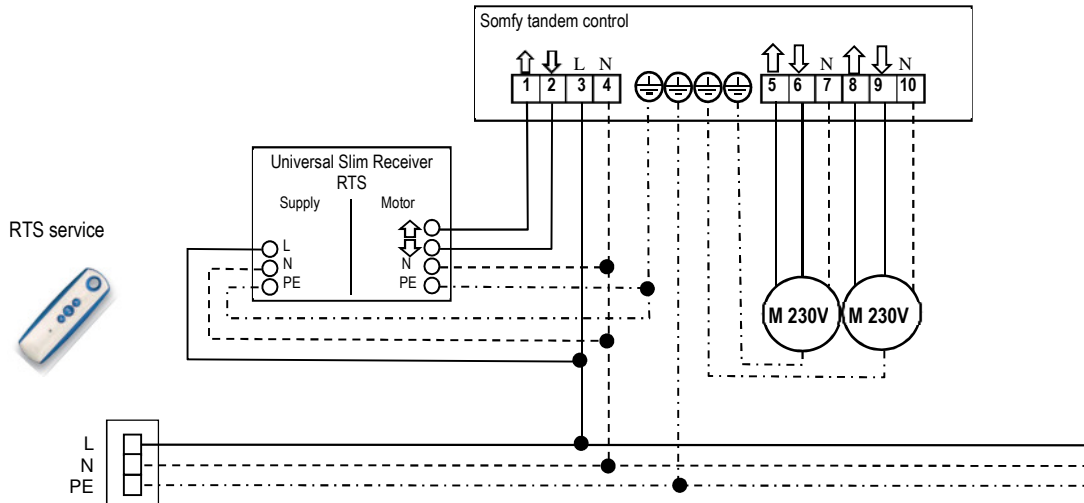 Somfy tandem control
L N N N
1 2 3 4 5 6 7 8 9 10
Universal Slim Receiver
RTS
Supply Motor
RTS service
L
N N
PE PE
M 230V M 230V
L
N
PE